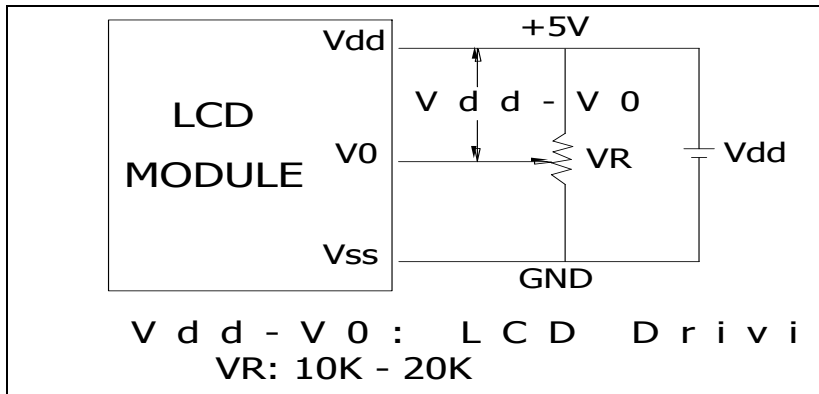 +5V
Vdd
Vdd-V0
LCD
MODULE
V0
VR
Vdd
Vss
GND
Vdd-V0: LCD Drivi
VR: 10K - 20K